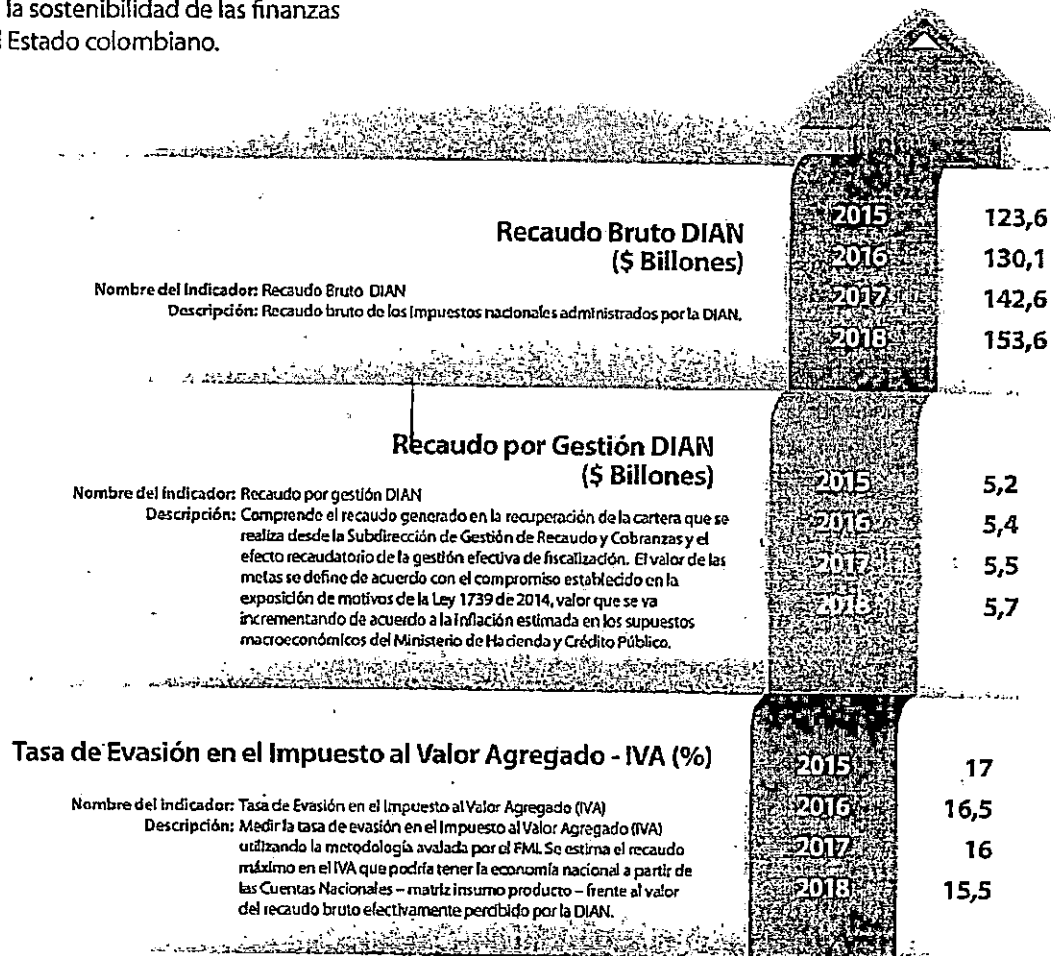 la sostenibilidad de las finanzas
Estado colombiano.
Recaudo Bruto DIAN
($ Billones)
Nombre del Indicador: Recaudo Bruto DIAN
Descripción: Recaudo bruto de los Impuestos nacionales administrados por la DIAN.
2015 123,6
2016 130,1
2017 142,6
2018 153,6
Recaudo por Gestión DIAN
($ Billones)
Nombre del indicador: Recaudo por gestión DIAN
Descripción: Comprende el recaudo generado en la recuperación de la cartera que se
realiza desde la Subdirección de Gestión de Recaudo y Cobranzas y el
efecto recaudatorio de la gestión efectiva de fiscalización. El valor de las
metas se define de acuerdo con el compromiso establecido en la
exposición de motivos de la Ley 1739 de 2014, valor que se va
incrementando de acuerdo a la Inflación estimada en los supuestos
macroeconómicos del Ministerio de Hacienda y Crédito Público.
2015 5,2
2016 5,4
2017 5,5
2018 5,7
Tasa de Evasión en el Impuesto al Valor Agregado - IVA (%)
Nombre del indicador: Tasa de Evasión en el Impuesto al Valor Agregado (IVA)
Descripción: Medir la tasa de evasión en el Impuesto al Valor Agregado (IVA)
utilizando la metodología avalada por el FMI. Se estima el recaudo
máximo en el IVA que podría tener la economía nacional a partir de
las Cuentas Nacionales – matriz insumo producto – frente al valor
del recaudo bruto efectivamente percibido por la DIAN.
2015 17
2016 16,5
2017 16
2018 15,5